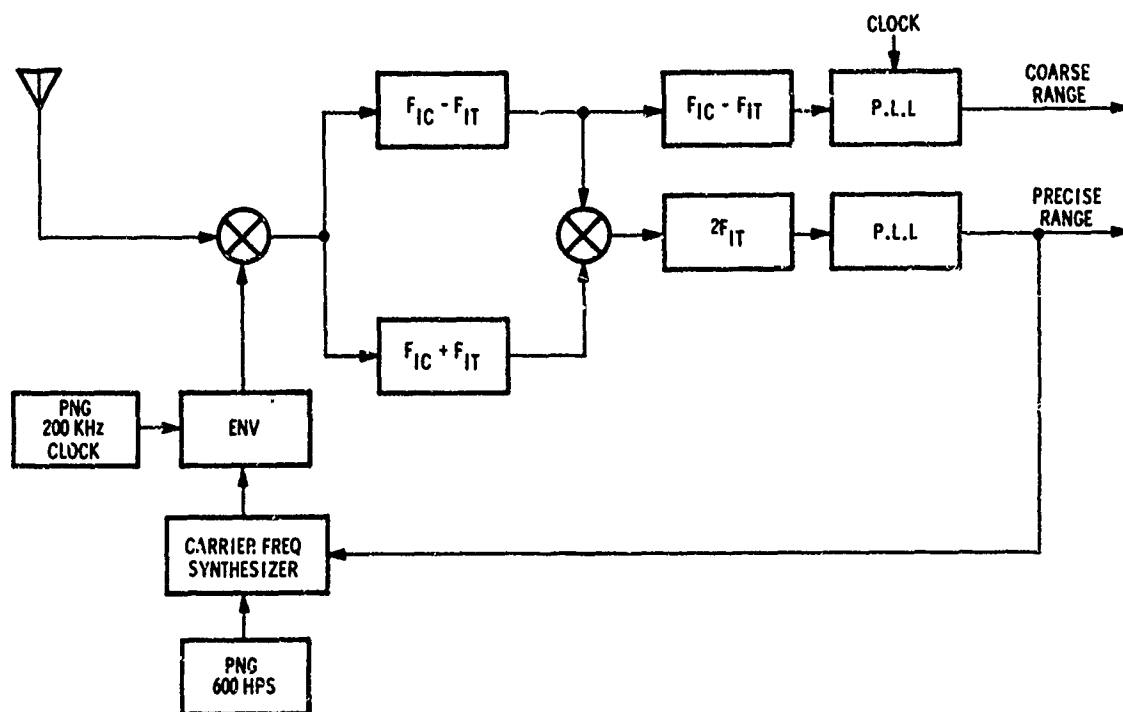 CLOCK
COARSE
RANGE
F_IC - F_IT
F_IC - F_IT
P.L.L
PRECISE
RANGE
2F_IT
P.L.L
F_IC + F_IT
PNG
200 KHz
CLOCK
ENV
CARRIER FREQ
SYNTHESIZER
PNG
600 HPS